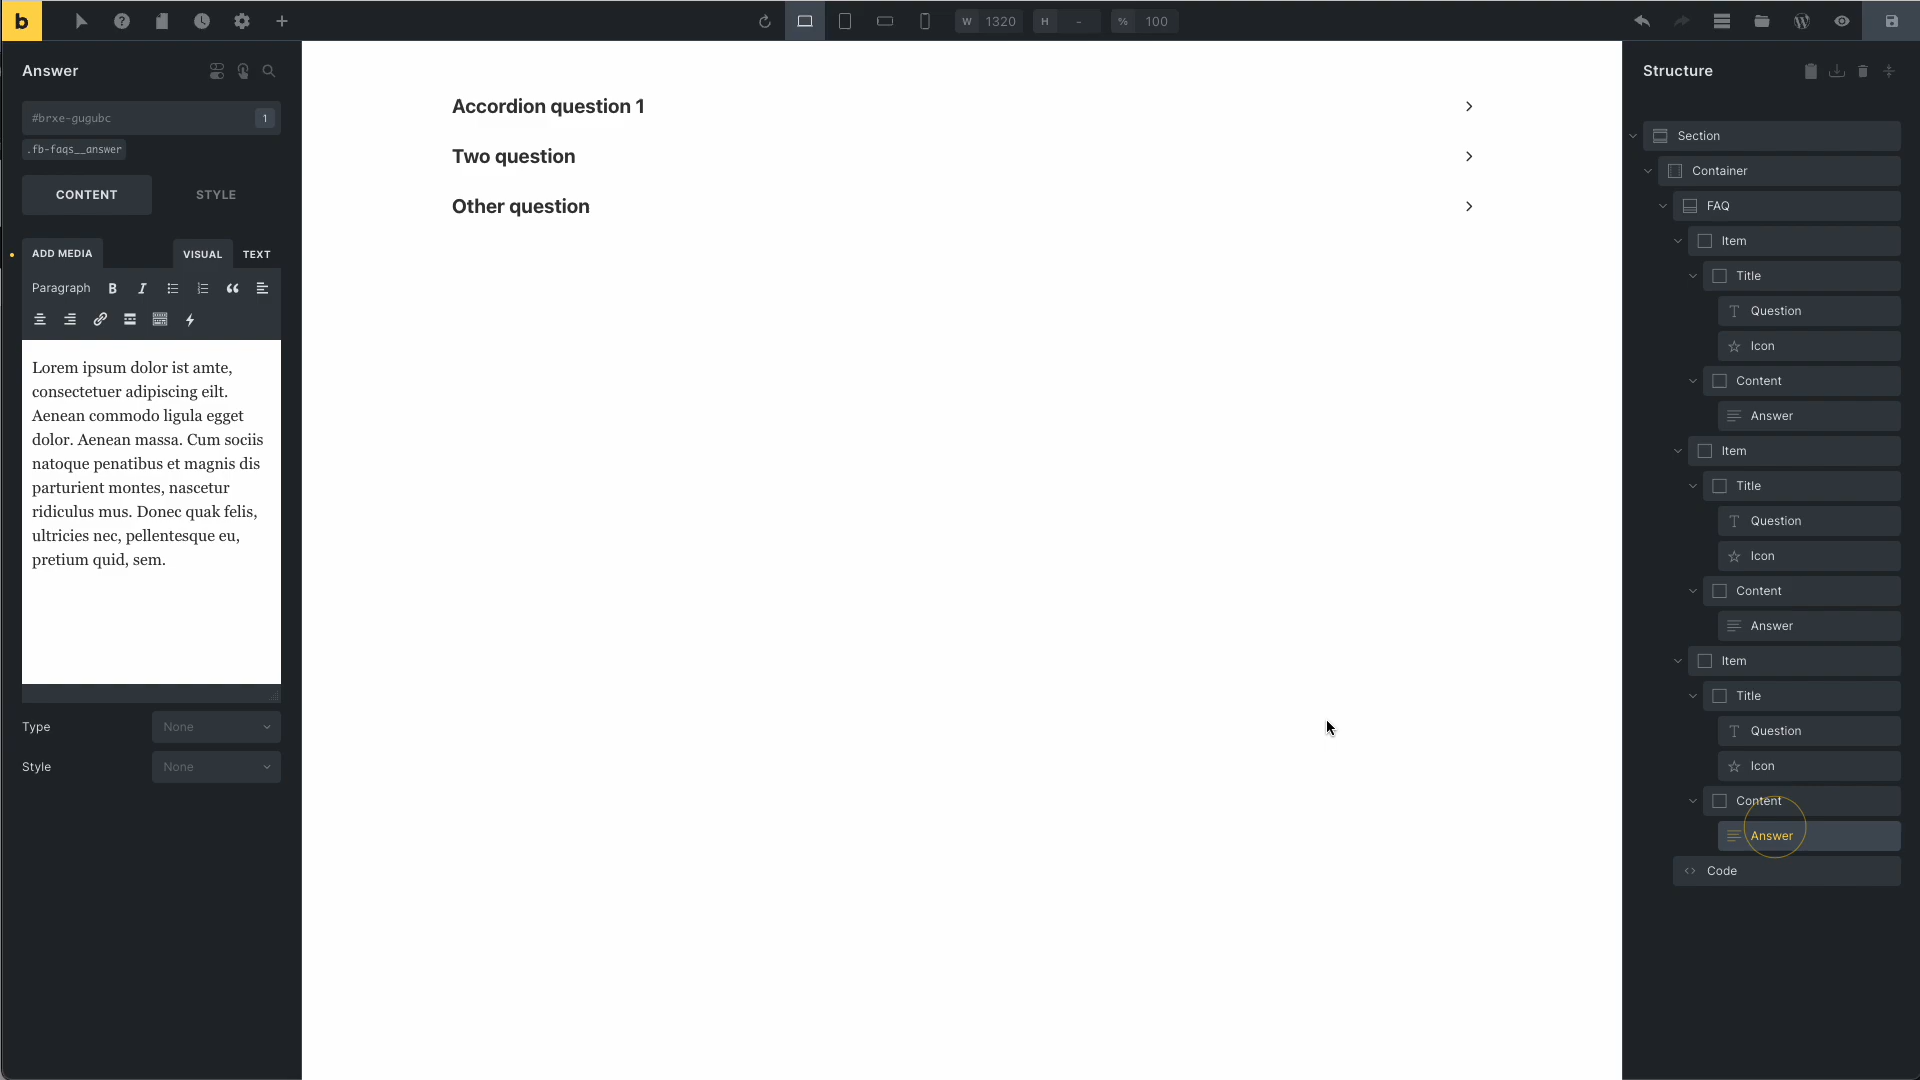 b
W 1320 H - % 100
Answer
#brxe-gugubc 1
.fb-faqs__answer
CONTENT STYLE
ADD MEDIA VISUAL TEXT
Paragraph B I
Lorem ipsum dolor ist amte,
consectetuer adipiscing eilt.
Aenean commodo ligula egget
dolor. Aenean massa. Cum sociis
natoque penatibus et magnis dis
parturient montes, nascetur
ridiculus mus. Donec quak felis,
ultricies nec, pellentesque eu,
pretium quid, sem.
Type None
Style None
Accordion question 1
Two question
Other question
Structure
Section
Container
FAQ
Item
Title
Question
Icon
Content
Answer
Item
Title
Question
Icon
Content
Answer
Item
Title
Question
Icon
Content
Answer
Code